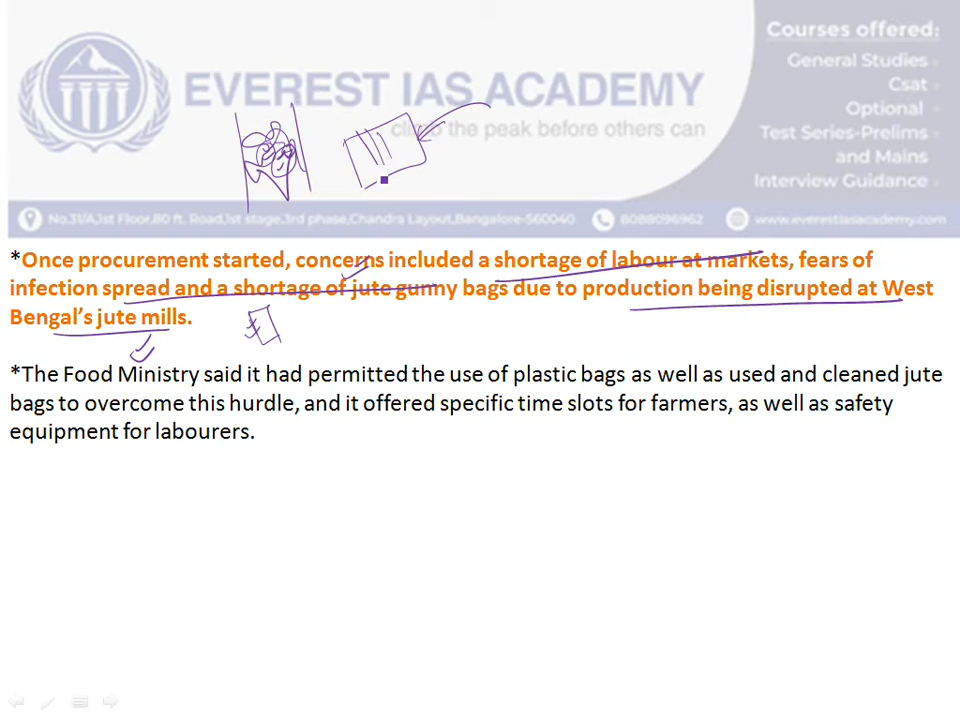 Courses offered:
General Studies
Csat
Optional
Test Series-Prelims
and Mains
Interview Guidance
EVEREST IAS ACADEMY
climb the peak before others can
No.31/A,1st Floor,80 ft. Road,1st stage,3rd phase,Chandra Layout,Bangalore-560040
8088096962
www.everestiasacademy.com
*Once procurement started, concerns included a shortage of labour at markets, fears of
infection spread and a shortage of jute gunny bags due to production being disrupted at West
Bengal's jute mills.
*The Food Ministry said it had permitted the use of plastic bags as well as used and cleaned jute
bags to overcome this hurdle, and it offered specific time slots for farmers, as well as safety
equipment for labourers.